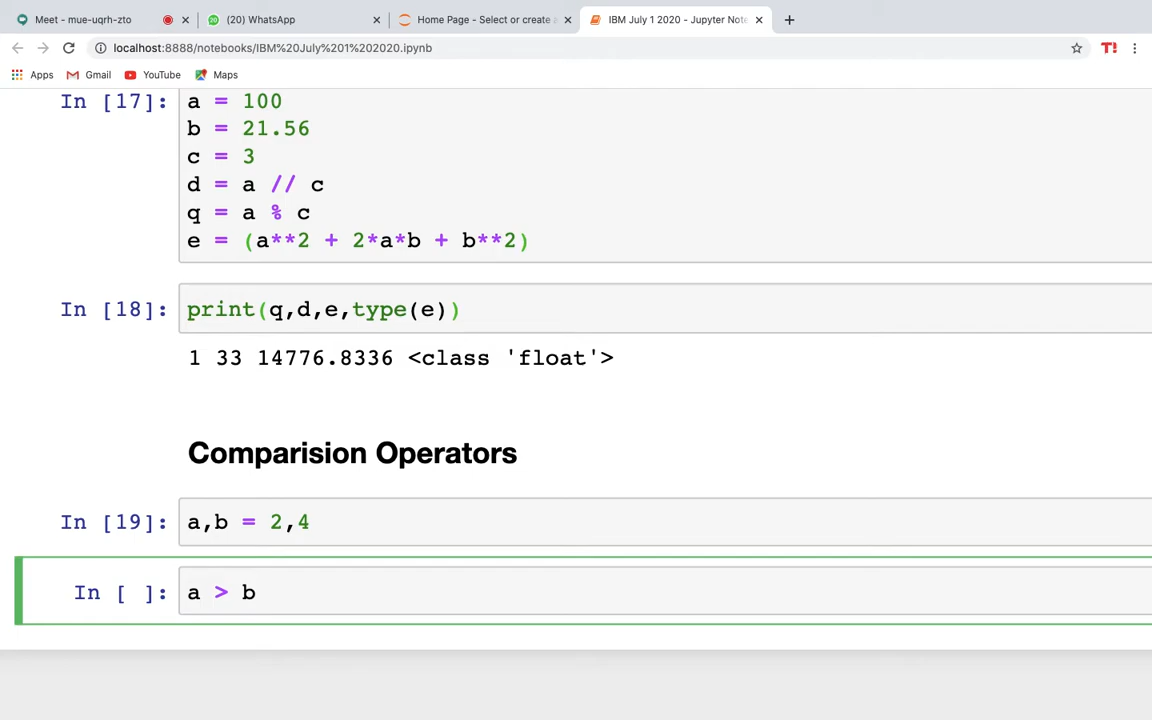 Meet - mue-uqrh-zto
(20) WhatsApp
Home Page - Select or create
IBM July 1 2020 - Jupyter Note
localhost:8888/notebooks/IBM%20July%201%202020.ipynb
T!
Apps Gmail YouTube Maps
In [17]: a = 100
b = 21.56
c = 3
d = a // c
q = a % c
e = (a**2 + 2*a*b + b**2)
In [18]: print(q,d,e,type(e))
1 33 14776.8336 <class 'float'>
Comparision Operators
In [19]: a,b = 2,4
In [ ]: a > b